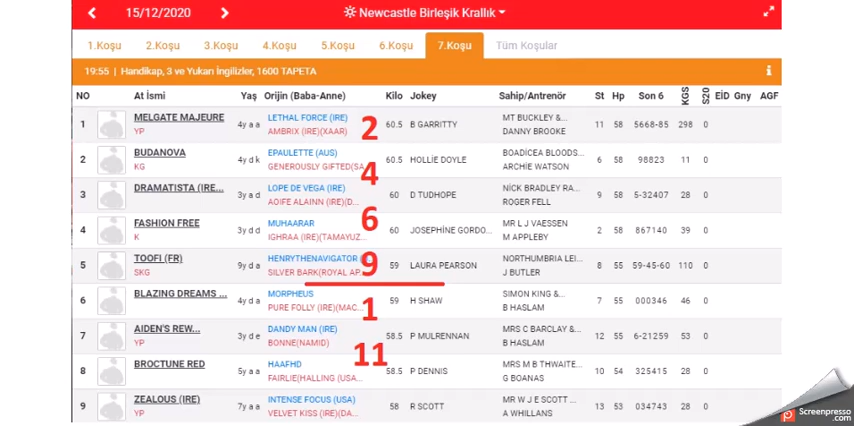 15/12/2020 Newcastle Birleşik Krallık
1.Koşu 2.Koşu 3.Koşu 4.Koşu 5.Koşu 6.Koşu 7.Koşu Tüm Koşular
19:55 | Handikap, 3 ve Yukarı İngilizler, 1600 TAPETA
NO At İsmi Yaş Orijin (Baba-Anne) Kilo Jokey Sahip/Antrenör St Hp Son 6 KGS S20 EİD Gny AGF
1 MELGATE MAJEURE YP 4y a a LETHAL FORCE (IRE) AMBRIX (IRE)(XAAR) 60.5 B GARRITTY MT BUCKLEY &... DANNY BROOKE 11 58 5668-85 298 0
2
2 BUDANOVA KG 4y d k EPAULETTE (AUS) GENEROUSLY GIFTED(SA... 60.5 HOLLİE DOYLE BOADİCEA BLOODS... ARCHİE WATSON 6 58 98823 11 0
4
3 DRAMATISTA (IRE... 3y a d LOPE DE VEGA (IRE) AOIFE ALAINN (IRE)(D... 60 D TUDHOPE NİCK BRADLEY RA... ROGER FELL 9 58 5-32407 28 0
6
4 FASHION FREE K 3y d d MUHAARAR IGHRAA (IRE)(TAMAYUZ... 60 JOSEPHİNE GORDO... MR L J VAESSEN M APPLEBY 2 58 867140 39 0
5 TOOFI (FR) SKG 9y d a HENRYTHENAVIGATOR SILVER BARK(ROYAL AP... 59 LAURA PEARSON NORTHUMBRIA LEI... J BUTLER 8 55 59-45-60 110 0
9
6 BLAZING DREAMS ... 4y d a MORPHEUS PURE FOLLY (IRE)(MAC... 59 H SHAW SIMON KING &... B HASLAM 7 55 000346 46 0
1
7 AIDEN'S REW... YP 3y d e DANDY MAN (IRE) BONNE(NAMID) 58.5 P MULRENNAN MRS C BARCLAY &... B HASLAM 12 55 6-21259 53 0
11
8 BROCTUNE RED 5y a a HAAFHD FAIRLIE(HALLING (USA... 58.5 P DENNIS MRS M B THWAITE... G BOANAS 10 54 325415 28 0
9 ZEALOUS (IRE) YP 7y a a INTENSE FOCUS (USA) VELVET KISS (IRE)(DA... 58 R SCOTT MR W J E SCOTT ... A WHILLANS 13 53 034743 28 0
Screenpresso
.com